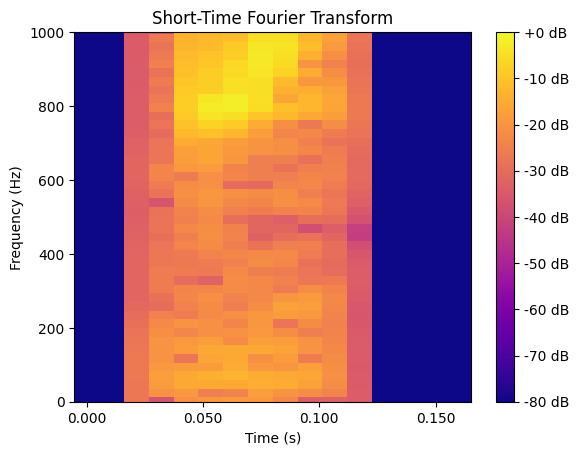 Short-Time Fourier Transform
1000
800
600
400
200
0
Frequency (Hz)
0.000
0.050
0.100
0.150
Time (s)
+0 dB
-10 dB
-20 dB
-30 dB
-40 dB
-50 dB
-60 dB
-70 dB
-80 dB